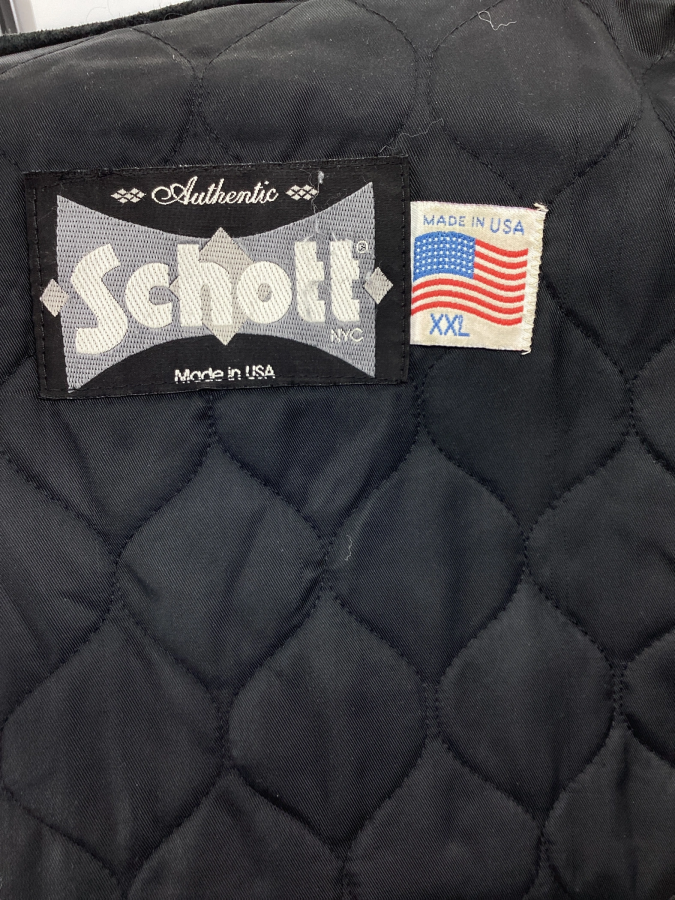 Authentic
Schott®
NYC
Made in USA
MADE IN USA
XXL